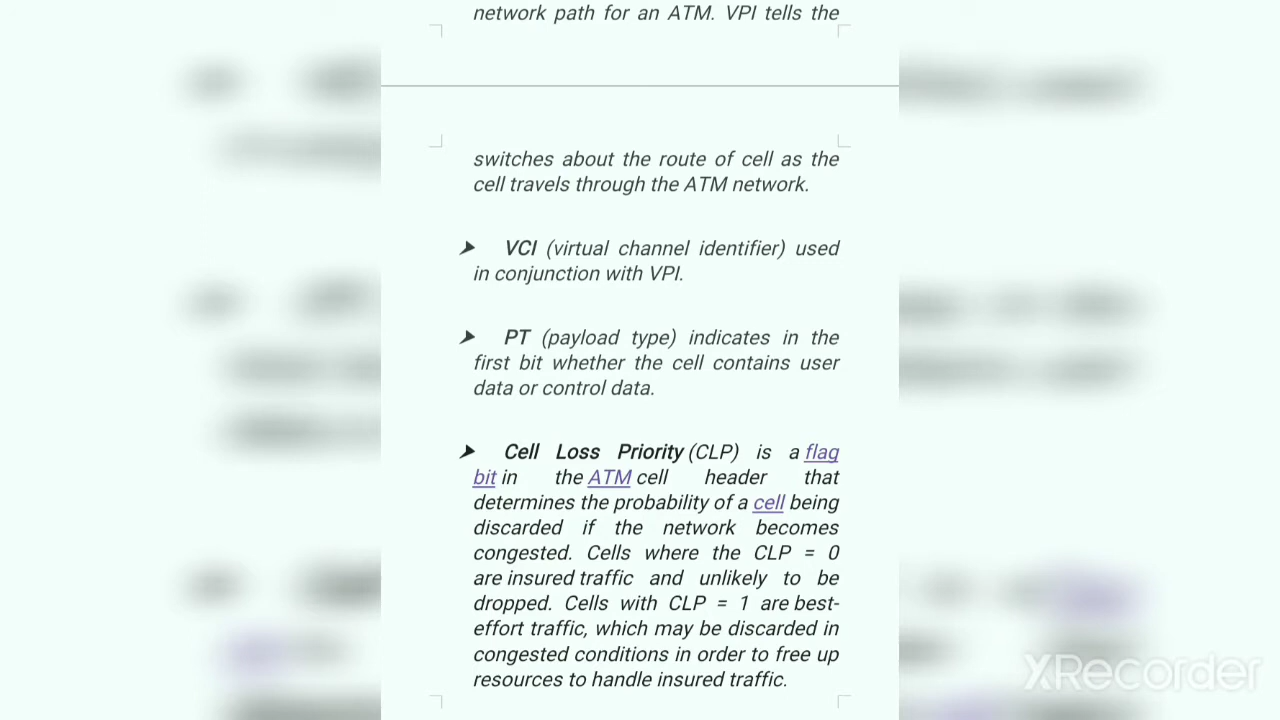 network path for an ATM. VPI tells the
switches about the route of cell as the
cell travels through the ATM network.
➤ VCI (virtual channel identifier) used
in conjunction with VPI.
➤ PT (payload type) indicates in the
first bit whether the cell contains user
data or control data.
➤ Cell Loss Priority (CLP) is a flag
bit in the ATM cell header that
determines the probability of a cell being
discarded if the network becomes
congested. Cells where the CLP = 0
are insured traffic and unlikely to be
dropped. Cells with CLP = 1 are best-
effort traffic, which may be discarded in
congested conditions in order to free up
resources to handle insured traffic.
XRecorder